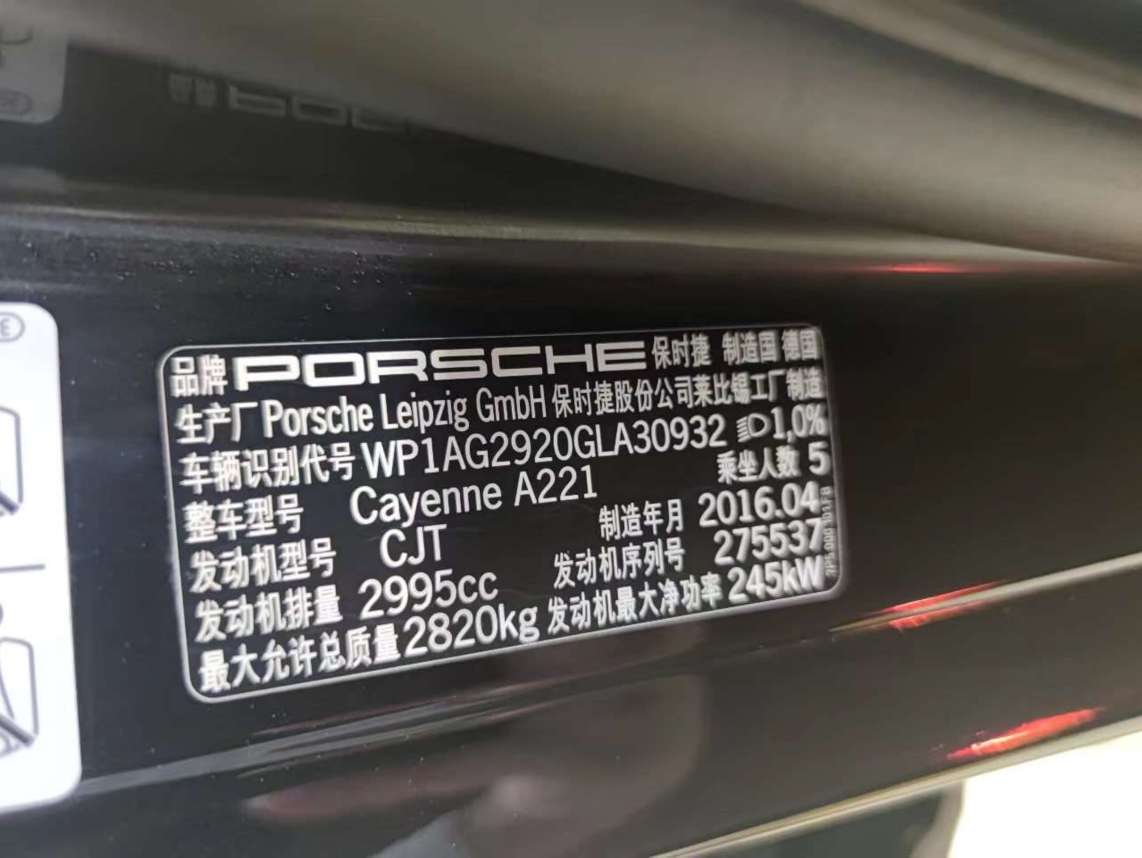 品牌 PORSCHE 保时捷 制造国 德国
生产厂 Porsche Leipzig GmbH 保时捷股份公司莱比锡工厂制造
车辆识别代号 WP1AG2920GLA30932 1,0%
整车型号 Cayenne A221 乘坐人数 5
发动机型号 CJT 制造年月 2016.04
发动机排量 2995cc 发动机序列号 275537
最大允许总质量 2820kg 发动机最大净功率 245kW